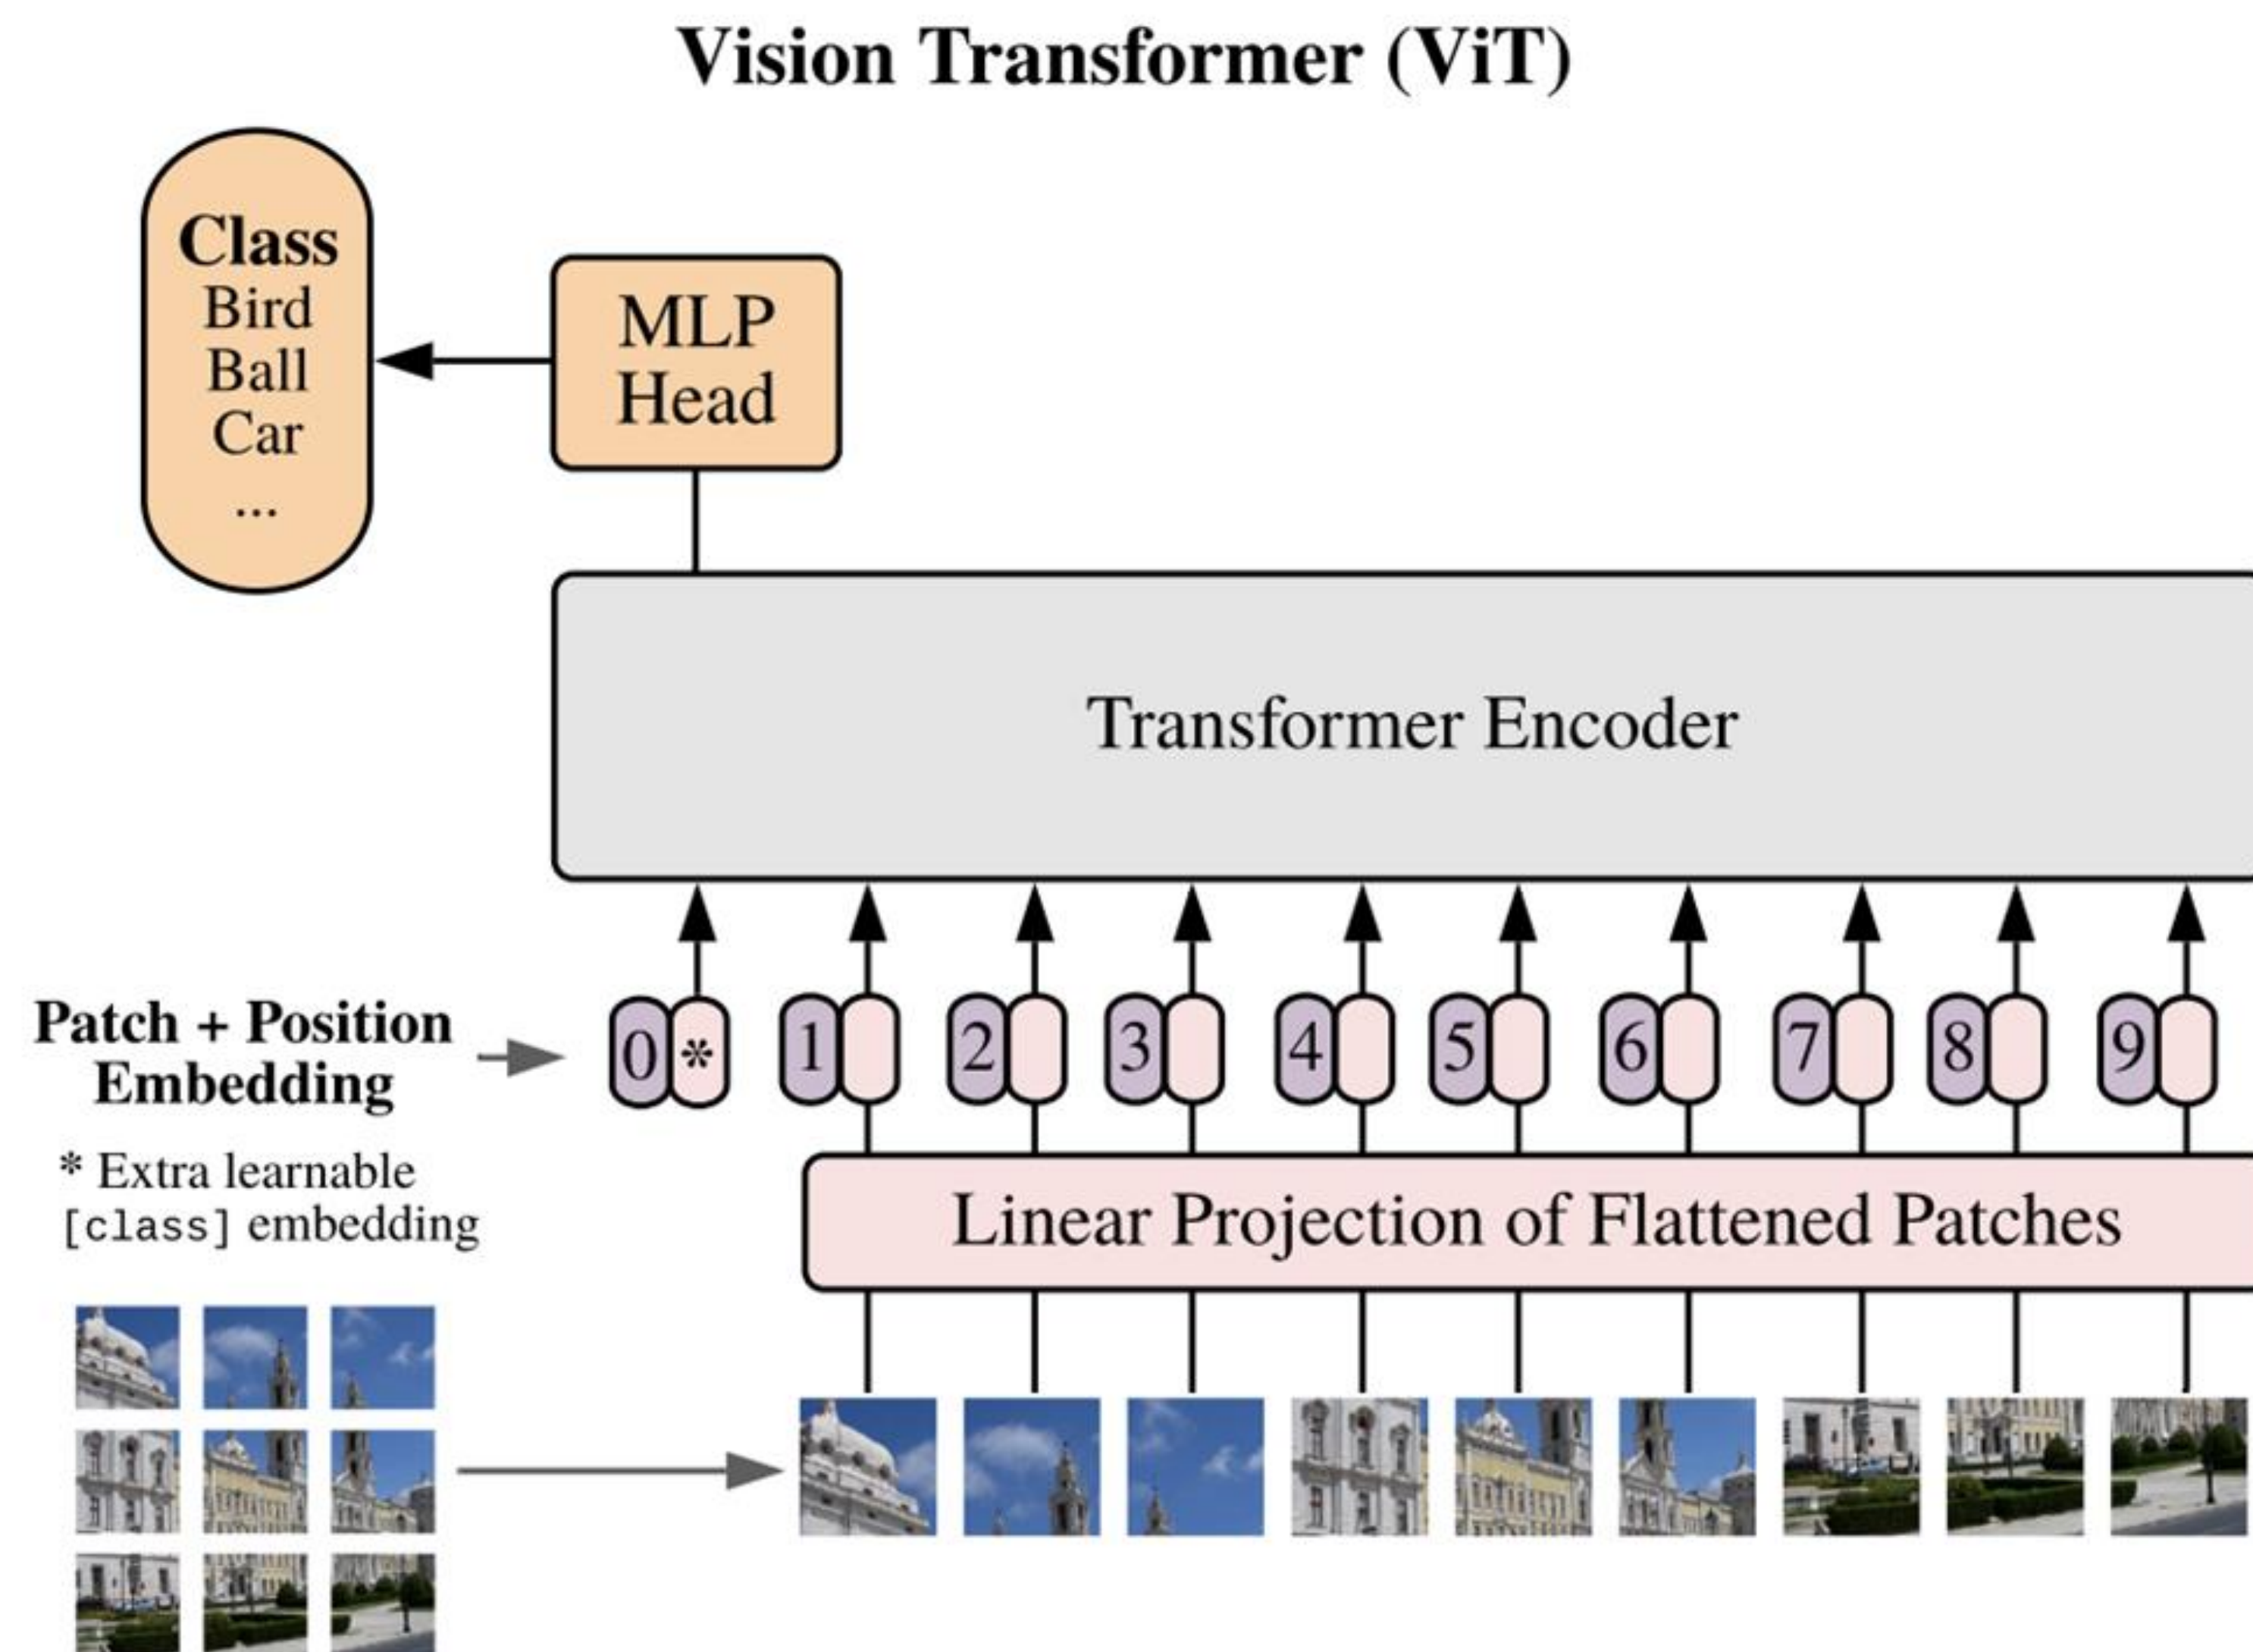 Vision Transformer (ViT)
Class
Bird
Ball
Car
...
MLP
Head
Transformer Encoder
Patch + Position
Embedding
0 * 1 2 3 4 5 6 7 8 9
* Extra learnable
[class] embedding
Linear Projection of Flattened Patches